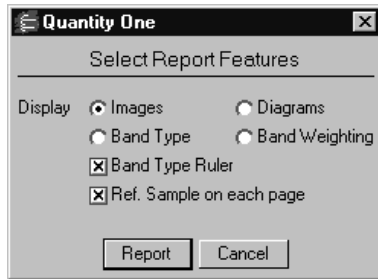 Quantity One
Select Report Features
Display Images Diagrams
Band Type Band Weighting
Band Type Ruler
Ref. Sample on each page
Report Cancel